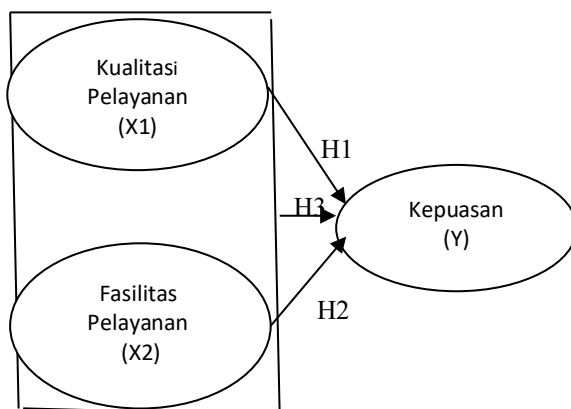 Kualitasi
Pelayanan
(X1)
H1
H3
Kepuasan
(Y)
Fasilitas
Pelayanan
(X2)
H2